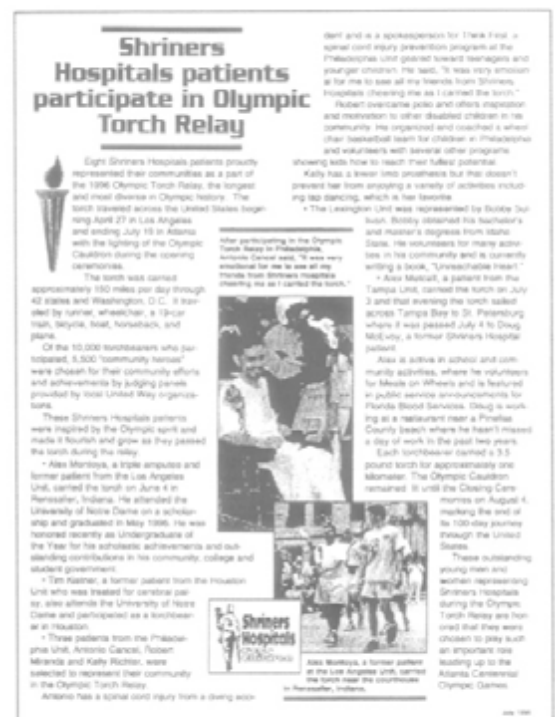 Shriners
Hospitals patients
participate in Olympic
Torch Relay
Eight Shriners Hospitals patients proudly
represented their communities as a part of
the 1996 Olympic Torch Relay, the longest
and most diverse in Olympic history. The
torch traveled across the United States begin-
ning April 27 in Los Angeles
and ending July 19 in Atlanta
with the lighting of the Olympic
Cauldron during the opening
ceremonies.
The torch was carried
approximately 150 miles per day through
42 states and Washington, D.C. It trav-
eled by runner, wheelchair, a 19-car
train, bicycle, boat, horseback, and
plane.
Of the 10,000 torchbearers who par-
ticipated, 5,500 "community heroes"
were chosen for their community efforts
and achievements by judging panels
provided by local United Way organiza-
tions.
These Shriners Hospitals patients
were inspired by the Olympic spirit and
made it flourish and grow as they passed
the torch during the relay.
• Alex Montoya, a triple amputee and
former patient from the Los Angeles
Unit, carried the torch on June 4 in
Rensselaer, Indiana. He attended the
University of Notre Dame on a scholar-
ship and graduated in May 1996. He was
honored recently as Undergraduate of
the Year for his scholastic achievements and out-
standing contributions in his community, college and
student government.
• Tim Kistner, a former patient from the Houston
Unit who was treated for cerebral pal-
sy, also attends the University of Notre
Dame and participated as a torchbear-
er in Houston.
• Three patients from the Philadel-
phia Unit, Antonio Cancel, Robert
Miranda and Kelly Richter, were
selected to represent their community
in the Olympic Torch Relay.
Antonio has a spinal cord injury from a diving acci-
dent and is a spokesperson for Think First, a
spinal cord injury prevention program at the
Philadelphia Unit geared toward teenagers and
younger children. He said, "It was very emotion-
al for me to see all my friends from Shriners
Hospitals cheering me as I carried the torch."
Robert overcame polio and offers inspiration
and motivation to other disabled children in his
community. He organized and coached a wheel-
chair basketball team for children in Philadelphia
and volunteers with several other programs
showing kids how to reach their fullest potential.
Kelly has a lower limb prosthesis but that doesn't
prevent her from enjoying a variety of activities includ-
ing tap dancing, which is her favorite.
• The Lexington Unit was represented by Bobby
Bobby obtained his bachelor's
and master's degrees from Idaho
State. He volunteers for many activi-
ties in his community and is currently
writing a book, "Unreachable Heart."
• Alex Metcalf, a patient from the
Tampa Unit, carried the torch on July
3 and that evening the torch sailed
across Tampa Bay to St. Petersburg
where it was passed July 4 to Doug
McEvoy, a former Shriners Hospital
patient.
Alex is active in school and com-
munity activities, where he volunteers
for Meals on Wheels and is featured
in public service announcements for
Florida Blood Services. Doug is work-
ing at a restaurant near a Pinellas
County beach where he hasn't missed
a day of work in the past two years.
Each torchbearer carried a 3.5
pound torch for approximately one
kilometer. The Olympic Cauldron
remained lit until the Closing Cere-
monies on August 4,
marking the end of
its 100-day journey
through the United
States.
These outstanding
young men and
women representing
Shriners Hospitals
during the Olympic
Torch Relay are hon-
ored that they were
chosen to play such
an important role
leading up to the
Atlanta Centennial
Olympic Games.
After participating in the Olympic
Torch Relay in Philadelphia,
Antonio Cancel said, "It was very
emotional for me to see all my
friends from Shriners Hospitals
cheering me as I carried the torch."
Shriners
Hospitals
Alex Montoya, a former patient
at the Los Angeles Unit, carried
the torch near the courthouse
in Rensselaer, Indiana.
1996